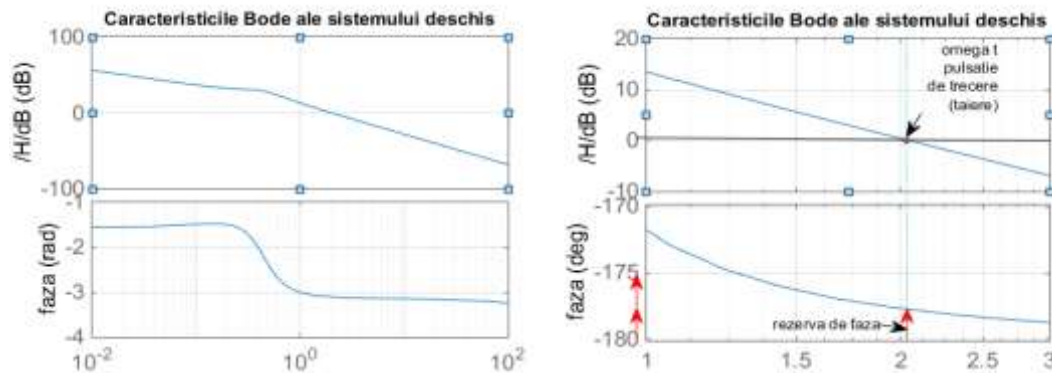 Caracteristicile Bode ale sistemului deschis
100
0
-100
/H/dB (dB)
-1
-2
-3
-4
faza (rad)
10^-2
10^0
10^2
Caracteristicile Bode ale sistemului deschis
20
10
0
-10
/H/dB (dB)
omega t
pulsatie
de trecere
(taiere)
-170
-175
-180
faza (deg)
rezerva de faza
1
1.5
2
2.5
3